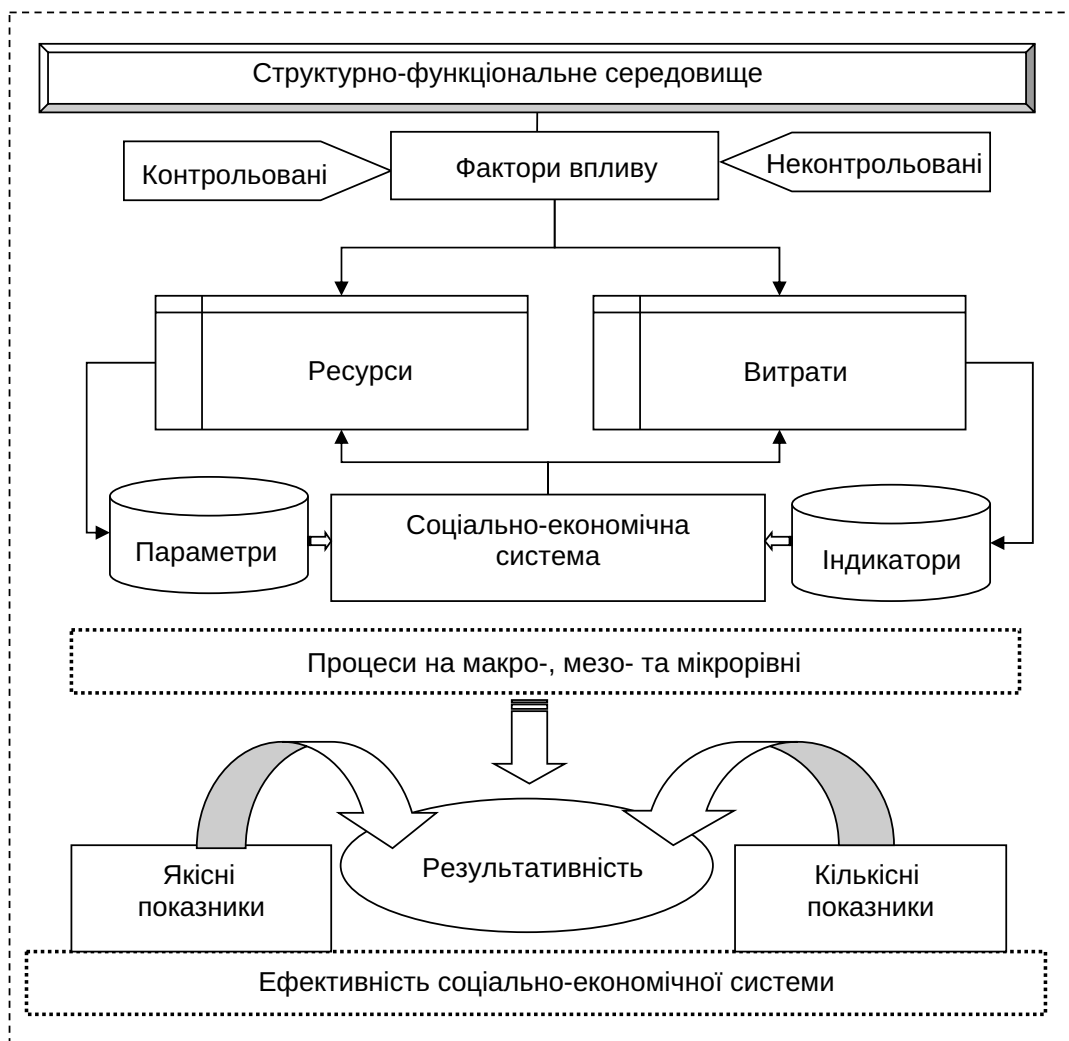 Структурно-функціональне середовище
Контрольовані
Фактори впливу
Неконтрольовані
Ресурси
Витрати
Параметри
Соціально-економічна
система
Індикатори
Процеси на макро-, мезо- та мікрорівні
Якісні
показники
Результативність
Кількісні
показники
Ефективність соціально-економічної системи